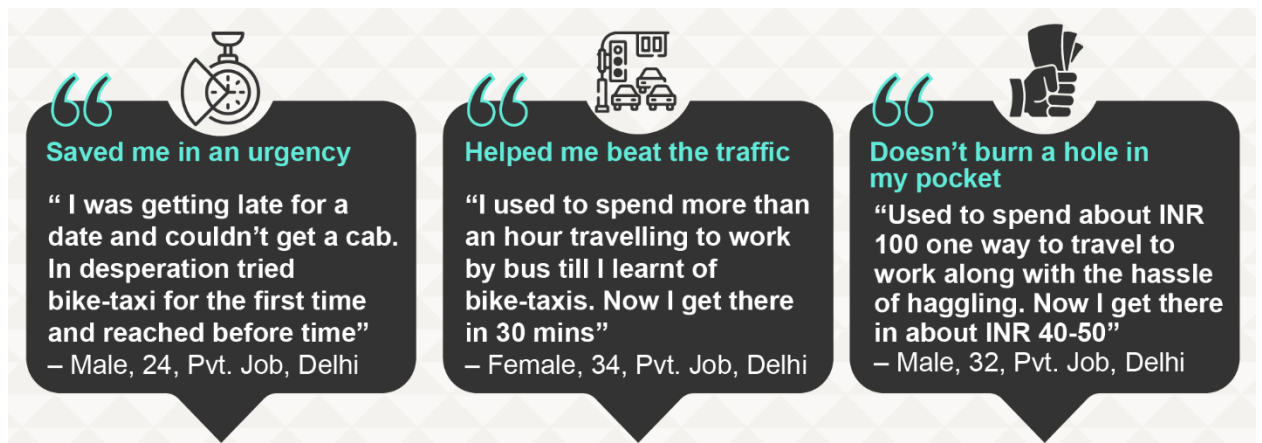 Saved me in an urgency
“ I was getting late for a
date and couldn’t get a cab.
In desperation tried
bike-taxi for the first time
and reached before time”
– Male, 24, Pvt. Job, Delhi
Helped me beat the traffic
“I used to spend more than
an hour travelling to work
by bus till I learnt of
bike-taxis. Now I get there
in 30 mins”
– Female, 34, Pvt. Job, Delhi
Doesn’t burn a hole in
my pocket
“Used to spend about INR
100 one way to travel to
work along with the hassle
of haggling. Now I get there
in about INR 40-50”
– Male, 32, Pvt. Job, Delhi